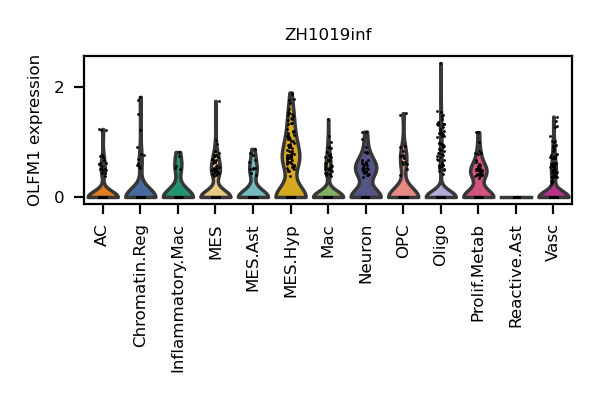 ZH1019inf
OLFM1 expression
2
0
AC
Chromatin.Reg
Inflammatory.Mac
MES
MES.Ast
MES.Hyp
Mac
Neuron
OPC
Oligo
Prolif.Metab
Reactive.Ast
Vasc